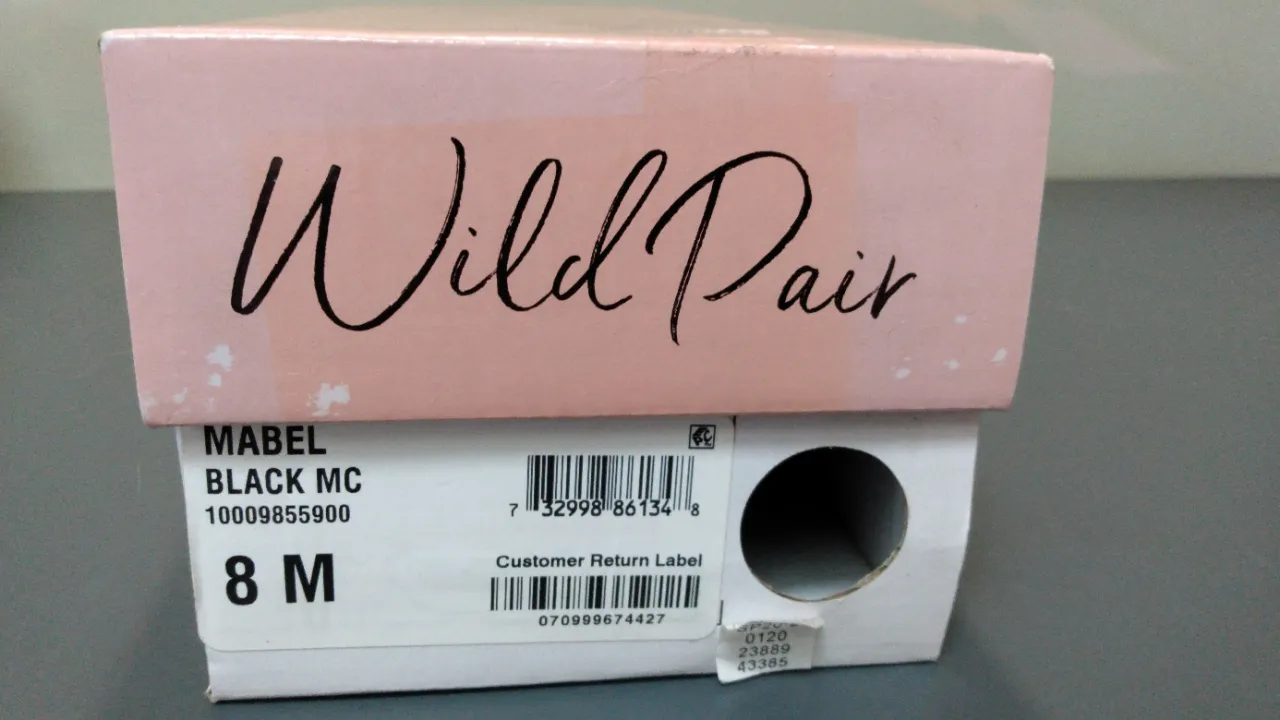 Wild Pair
MABEL
BLACK MC
10009855900
7 32998 86134 8
8 M
Customer Return Label
070999674427
0120
23889
43385